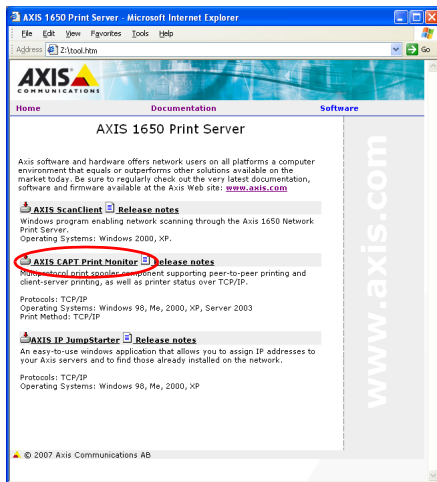 AXIS 1650 Print Server - Microsoft Internet Explorer
File Edit View Favorites Tools Help
Address Z:\tool.htm Go
AXIS
COMMUNICATIONS
Home Documentation Software
AXIS 1650 Print Server
Axis software and hardware offers network users on all platforms a computer
environment that equals or outperforms other solutions available on the
market today. Be sure to regularly check out the very latest documentation,
software and firmware available at the Axis Web site: www.axis.com
AXIS ScanClient Release notes
Windows program enabling network scanning through the Axis 1650 Network
Print Server.
Operating Systems: Windows 2000, XP.
AXIS CAPT Print Monitor Release notes
Multiprotocol print spooler component supporting peer-to-peer printing and
client-server printing, as well as printer status over TCP/IP.
Protocols: TCP/IP
Operating Systems: Windows 98, Me, 2000, XP, Server 2003
Print Method: TCP/IP
AXIS IP JumpStarter Release notes
An easy-to-use windows application that allows you to assign IP addresses to
your Axis servers and to find those already installed on the network.
Protocols: TCP/IP
Operating Systems: Windows 98, Me, 2000, XP
www.axis.com
© 2007 Axis Communications AB